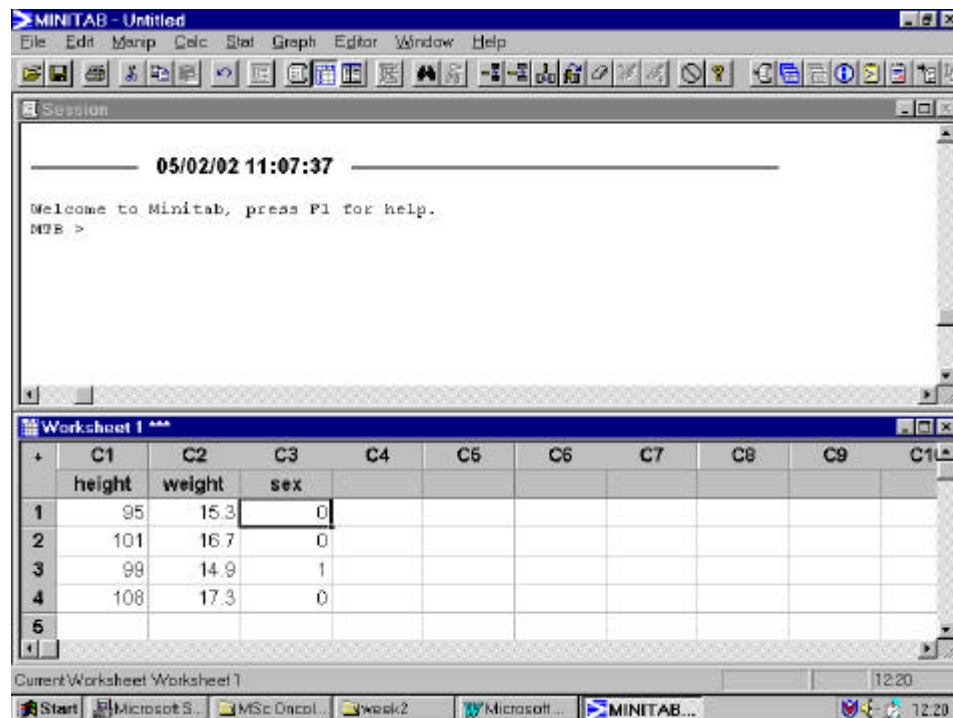 MINITAB - Untitled
File Edit Manip Calc Stat Graph Editor Window Help
Session
05/02/02 11:07:37
Welcome to Minitab, press F1 for help.
MTB >
Worksheet 1 ***
+ C1 C2 C3 C4 C5 C6 C7 C8 C9 C10
height weight sex
1 95 15.3 0
2 101 16.7 0
3 99 14.9 1
4 108 17.3 0
5
Current Worksheet: Worksheet 1 12:20
Start Microsoft S... MSc Oncol... week2 Microsoft ... MINITAB... 12:20